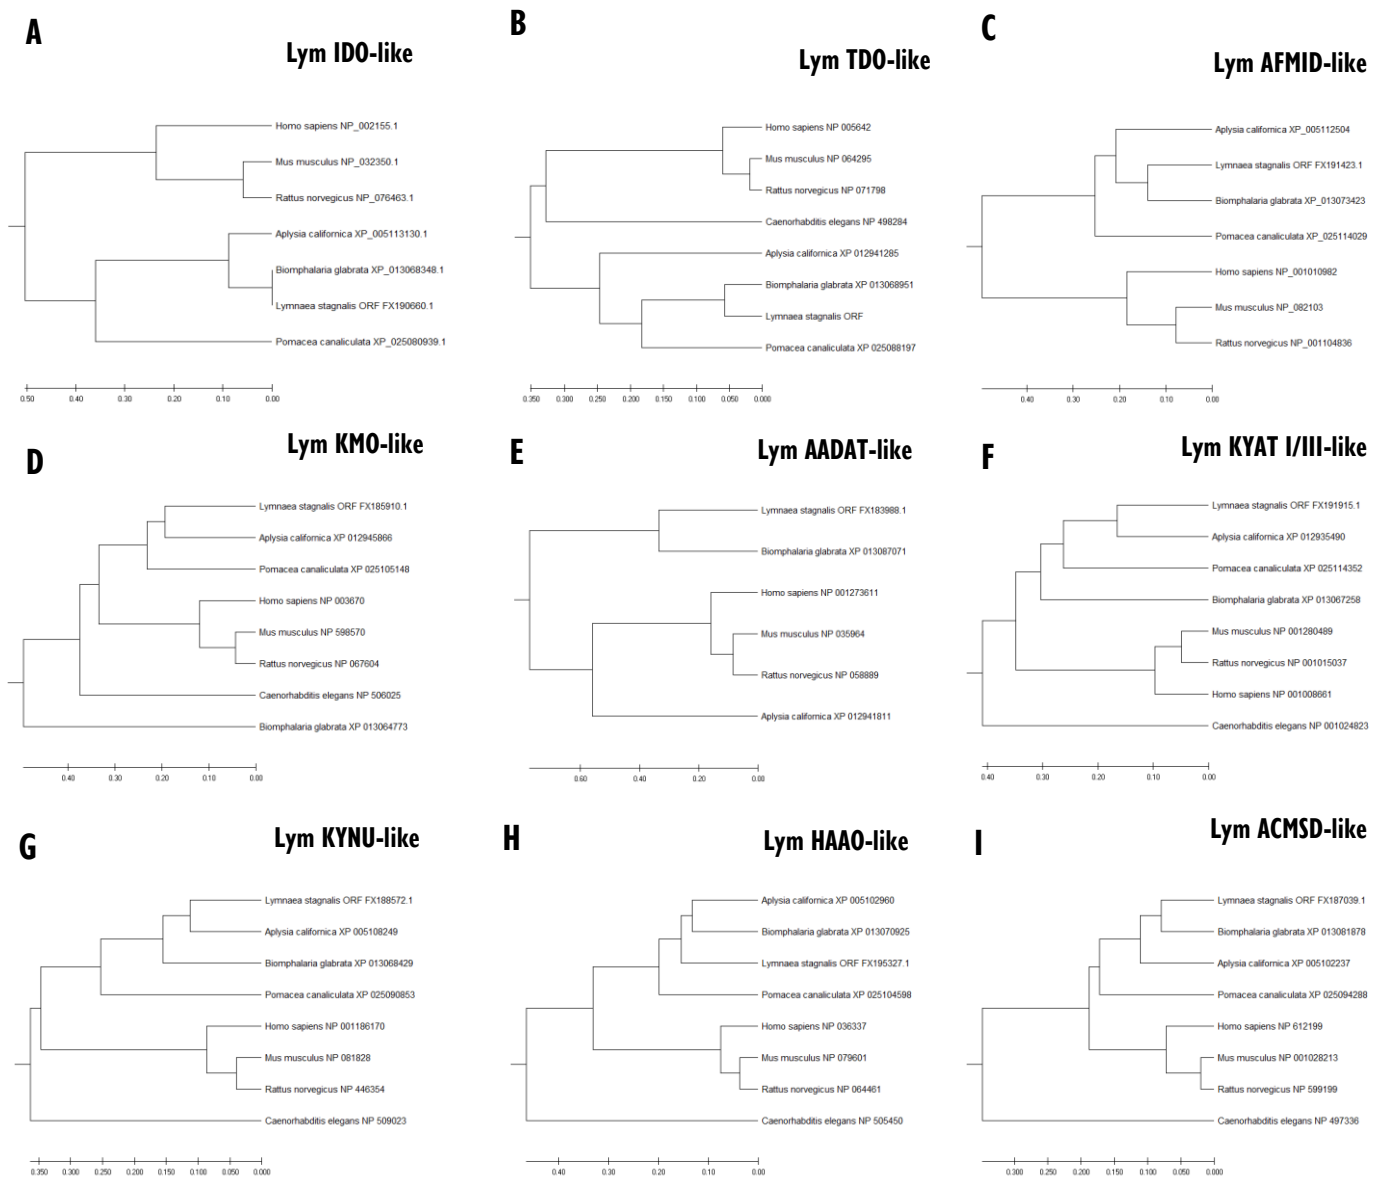 A
Lym IDO-like
Homo sapiens NP_002155.1
Mus musculus NP_032350.1
Rattus norvegicus NP_076463.1
Aplysia californica XP_005113130.1
Biomphalaria glabrata XP_013068348.1
Lymnaea stagnalis ORF FX190660.1
Pomacea canaliculata XP_025080939.1
0.50 0.40 0.30 0.20 0.10 0.00
B
Lym TDO-like
Homo sapiens NP 005642
Mus musculus NP 064295
Rattus norvegicus NP 071798
Caenorhabditis elegans NP 498284
Aplysia californica XP 012941285
Biomphalaria glabrata XP 013068951
Lymnaea stagnalis ORF
Pomacea canaliculata XP 025088197
0.350 0.300 0.250 0.200 0.150 0.100 0.050 0.000
C
Lym AFMID-like
Aplysia californica XP_005112504
Lymnaea stagnalis ORF FX191423.1
Biomphalaria glabrata XP_013073423
Pomacea canaliculata XP_025114029
Homo sapiens NP_001010982
Mus musculus NP_082103
Rattus norvegicus NP_001104836
0.40 0.30 0.20 0.10 0.00
D
Lym KMO-like
Lymnaea stagnalis ORF FX185910.1
Aplysia californica XP 012945866
Pomacea canaliculata XP 025105148
Homo sapiens NP 003670
Mus musculus NP 598570
Rattus norvegicus NP 067604
Caenorhabditis elegans NP 506025
Biomphalaria glabrata XP 013064773
0.40 0.30 0.20 0.10 0.00
E
Lym AADAT-like
Lymnaea stagnalis ORF FX183988.1
Biomphalaria glabrata XP 013087071
Homo sapiens NP 001273611
Mus musculus NP 035964
Rattus norvegicus NP 058889
Aplysia californica XP 012941811
0.60 0.40 0.20 0.00
F
Lym KYAT I/III-like
Lymnaea stagnalis ORF FX191915.1
Aplysia californica XP 012935490
Pomacea canaliculata XP 025114352
Biomphalaria glabrata XP 013067258
Mus musculus NP 001280489
Rattus norvegicus NP 001015037
Homo sapiens NP 001008661
Caenorhabditis elegans NP 001024823
0.40 0.30 0.20 0.10 0.00
G
Lym KYNU-like
Lymnaea stagnalis ORF FX188572.1
Aplysia californica XP 005108249
Biomphalaria glabrata XP 013068429
Pomacea canaliculata XP 025090853
Homo sapiens NP 001186170
Mus musculus NP 081828
Rattus norvegicus NP 446354
Caenorhabditis elegans NP 509023
0.350 0.300 0.250 0.200 0.150 0.100 0.050 0.000
H
Lym HAAO-like
Aplysia californica XP 005102960
Biomphalaria glabrata XP 013070925
Lymnaea stagnalis ORF FX195327.1
Pomacea canaliculata XP 025104598
Homo sapiens NP 036337
Mus musculus NP 079601
Rattus norvegicus NP 064461
Caenorhabditis elegans NP 505450
0.40 0.30 0.20 0.10 0.00
I
Lym ACMSD-like
Lymnaea stagnalis ORF FX187039.1
Biomphalaria glabrata XP 013081878
Aplysia californica XP 005102237
Pomacea canaliculata XP 025094288
Homo sapiens NP 612199
Mus musculus NP 001028213
Rattus norvegicus NP 599199
Caenorhabditis elegans NP 497336
0.300 0.250 0.200 0.150 0.100 0.050 0.000